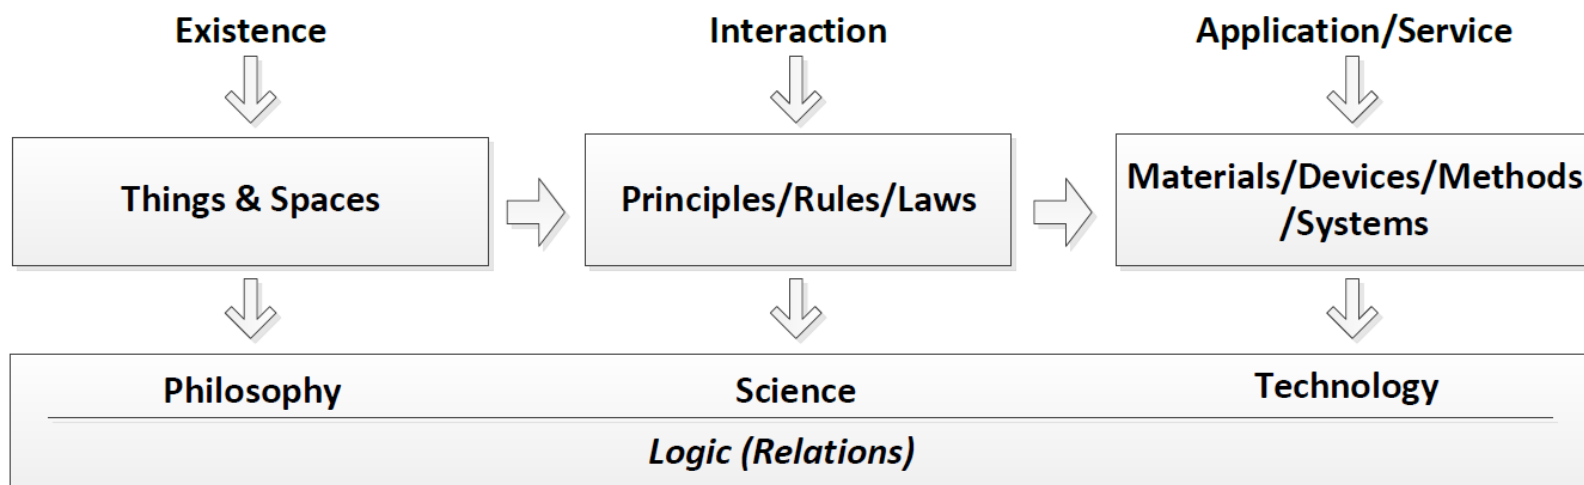 Existence
Interaction
Application/Service
Things & Spaces
Principles/Rules/Laws
Materials/Devices/Methods
/Systems
Philosophy
Science
Technology
Logic (Relations)